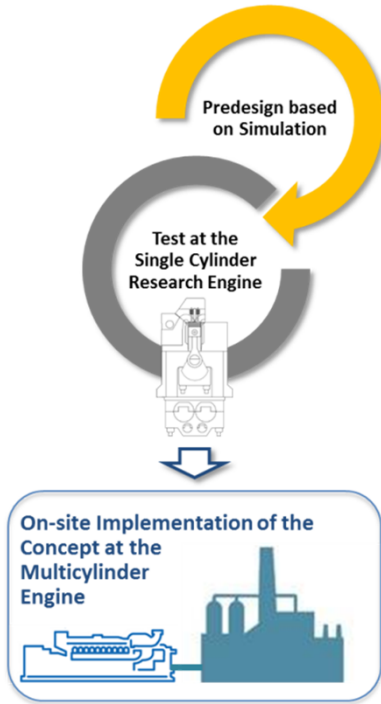 Predesign based
on Simulation
Test at the
Single Cylinder
Research Engine
On-site Implementation of the
Concept at the
Multicylinder
Engine